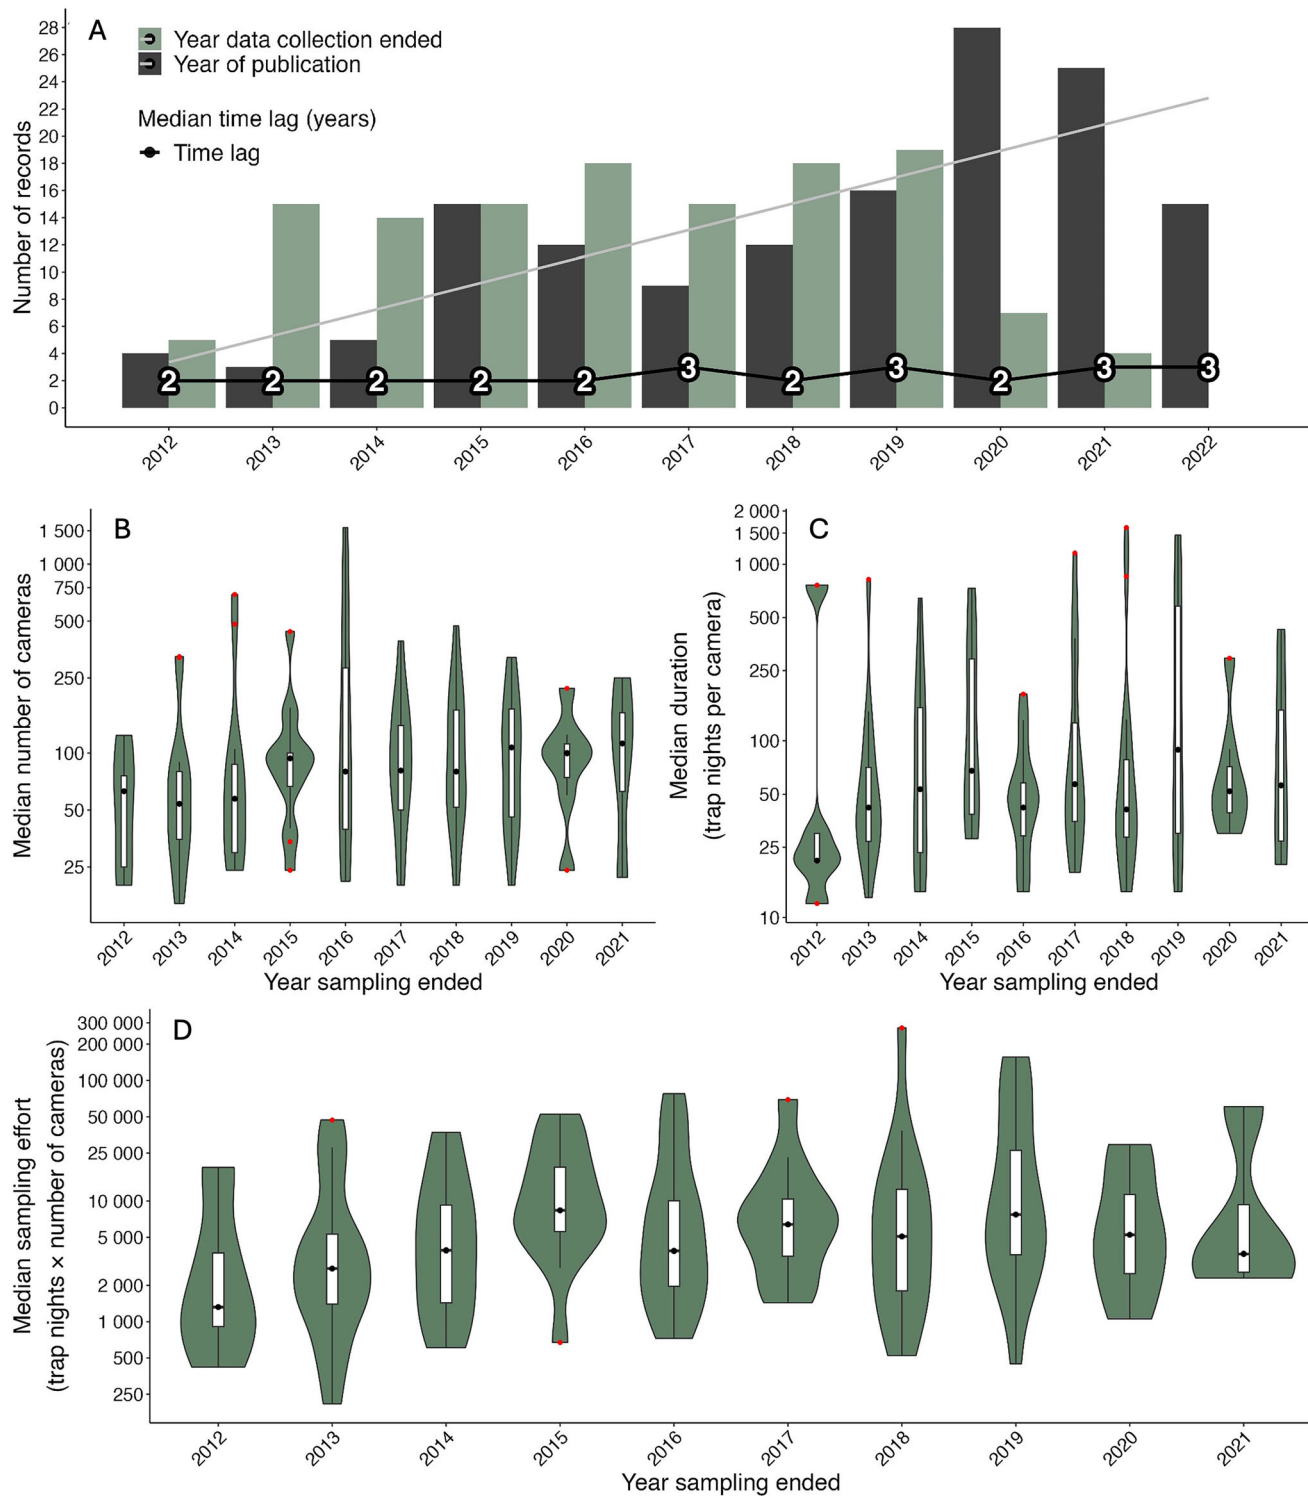 A
Year data collection ended
Year of publication
Median time lag (years)
Time lag
Number of records
28
26
24
22
20
18
16
14
12
10
8
6
4
2
0
2 2 2 2 2 3 2 3 2 3 3
2012 2013 2014 2015 2016 2017 2018 2019 2020 2021 2022
B
Median number of cameras
1 500
1 000
750
500
250
100
50
25
2012 2013 2014 2015 2016 2017 2018 2019 2020 2021
Year sampling ended
C
Median duration
(trap nights per camera)
2 000
1 500
1 000
500
250
100
50
25
10
2012 2013 2014 2015 2016 2017 2018 2019 2020 2021
Year sampling ended
D
Median sampling effort
(trap nights × number of cameras)
300 000
200 000
100 000
50 000
25 000
10 000
5 000
2 000
1 000
500
250
2012 2013 2014 2015 2016 2017 2018 2019 2020 2021
Year sampling ended